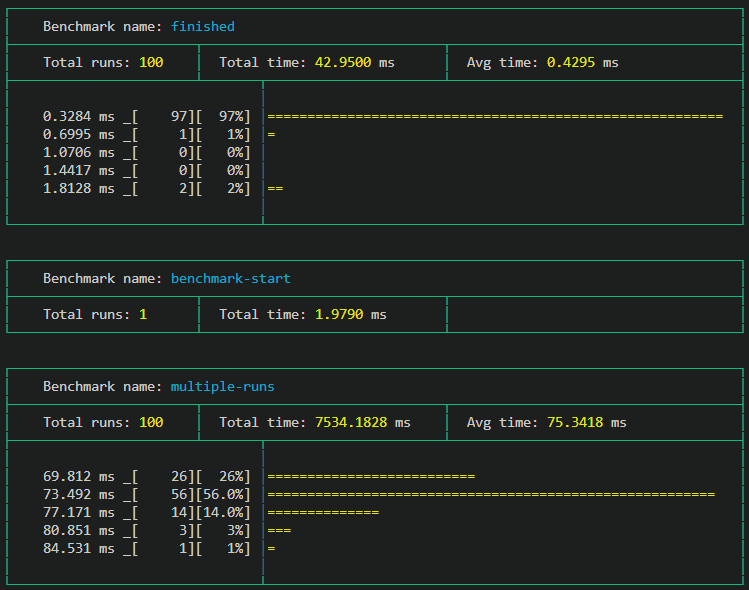 Benchmark name: finished
Total runs: 100 Total time: 42.9500 ms Avg time: 0.4295 ms
0.3284 ms _[ 97][ 97%] =========================================================
0.6995 ms _[ 1][ 1%] =
1.0706 ms _[ 0][ 0%]
1.4417 ms _[ 0][ 0%]
1.8128 ms _[ 2][ 2%] ==
Benchmark name: benchmark-start
Total runs: 1 Total time: 1.9790 ms
Benchmark name: multiple-runs
Total runs: 100 Total time: 7534.1828 ms Avg time: 75.3418 ms
69.812 ms _[ 26][ 26%] ==========================
73.492 ms _[ 56][56.0%] ========================================================
77.171 ms _[ 14][14.0%] ==============
80.851 ms _[ 3][ 3%] ===
84.531 ms _[ 1][ 1%] =